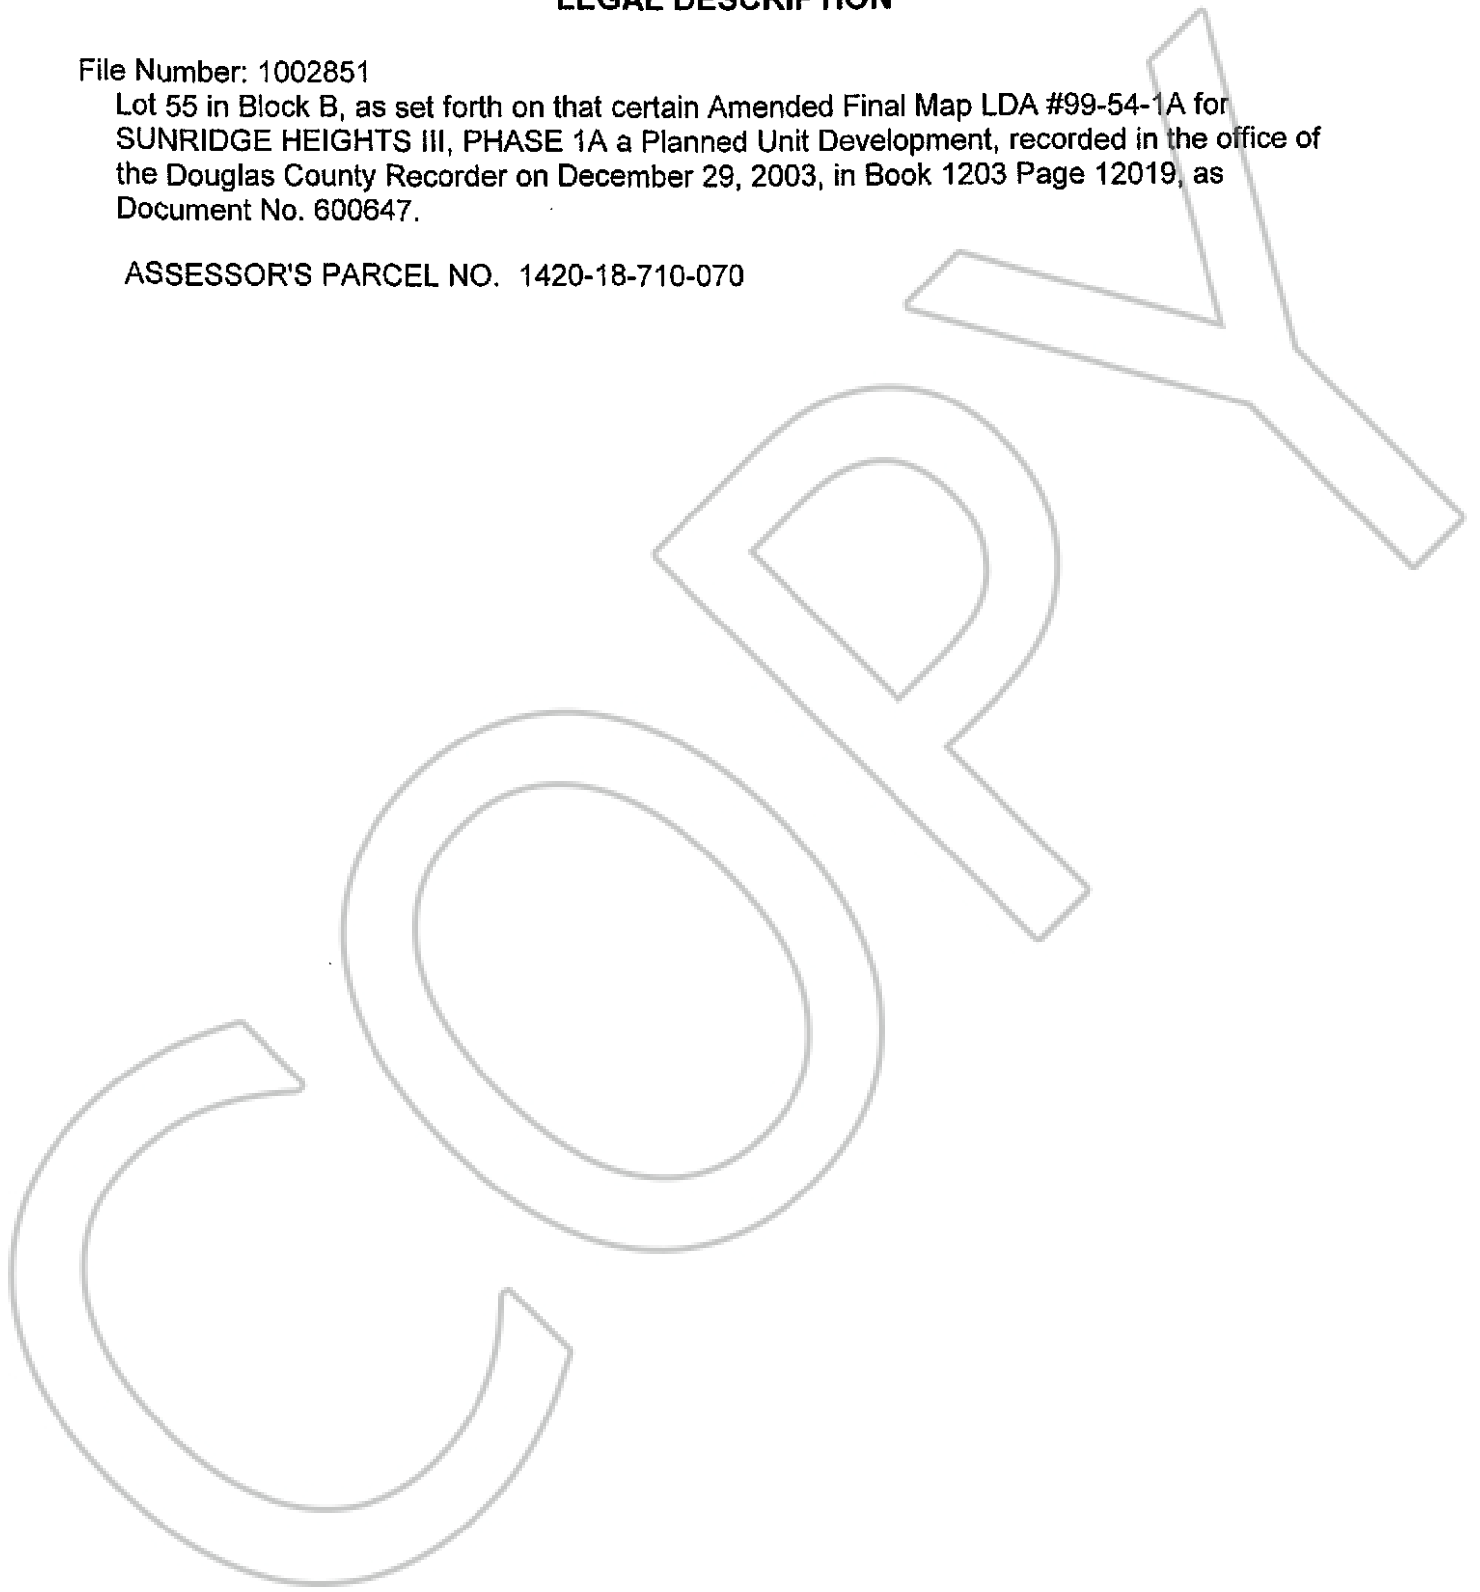 LEGAL DESCRIPTION
File Number: 1002851
Lot 55 in Block B, as set forth on that certain Amended Final Map LDA #99-54-1A for
SUNRIDGE HEIGHTS III, PHASE 1A a Planned Unit Development, recorded in the office of
the Douglas County Recorder on December 29, 2003, in Book 1203 Page 12019, as
Document No. 600647.
ASSESSOR'S PARCEL NO. 1420-18-710-070
COPY